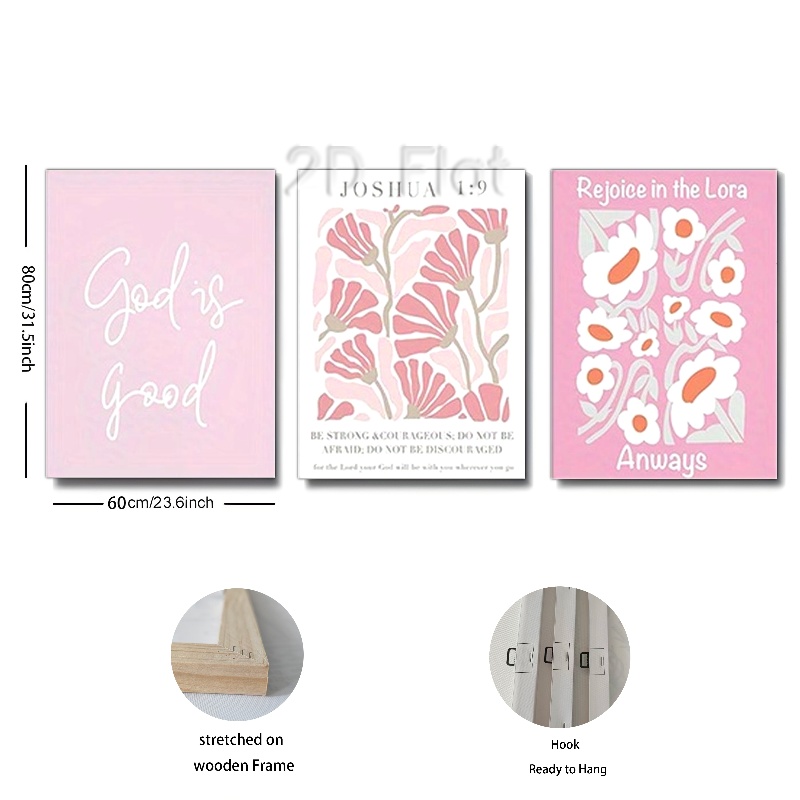 2D Flat
God is
good
JOSHUA 1:9
BE STRONG &COURAGEOUS; DO NOT BE
AFRAID; DO NOT BE DISCOURAGED
for the Lord your God will be with you wherever you go
Rejoice in the Lora
Anways
80cm/31.5inch
60cm/23.6inch
stretched on
wooden Frame
Hook
Ready to Hang